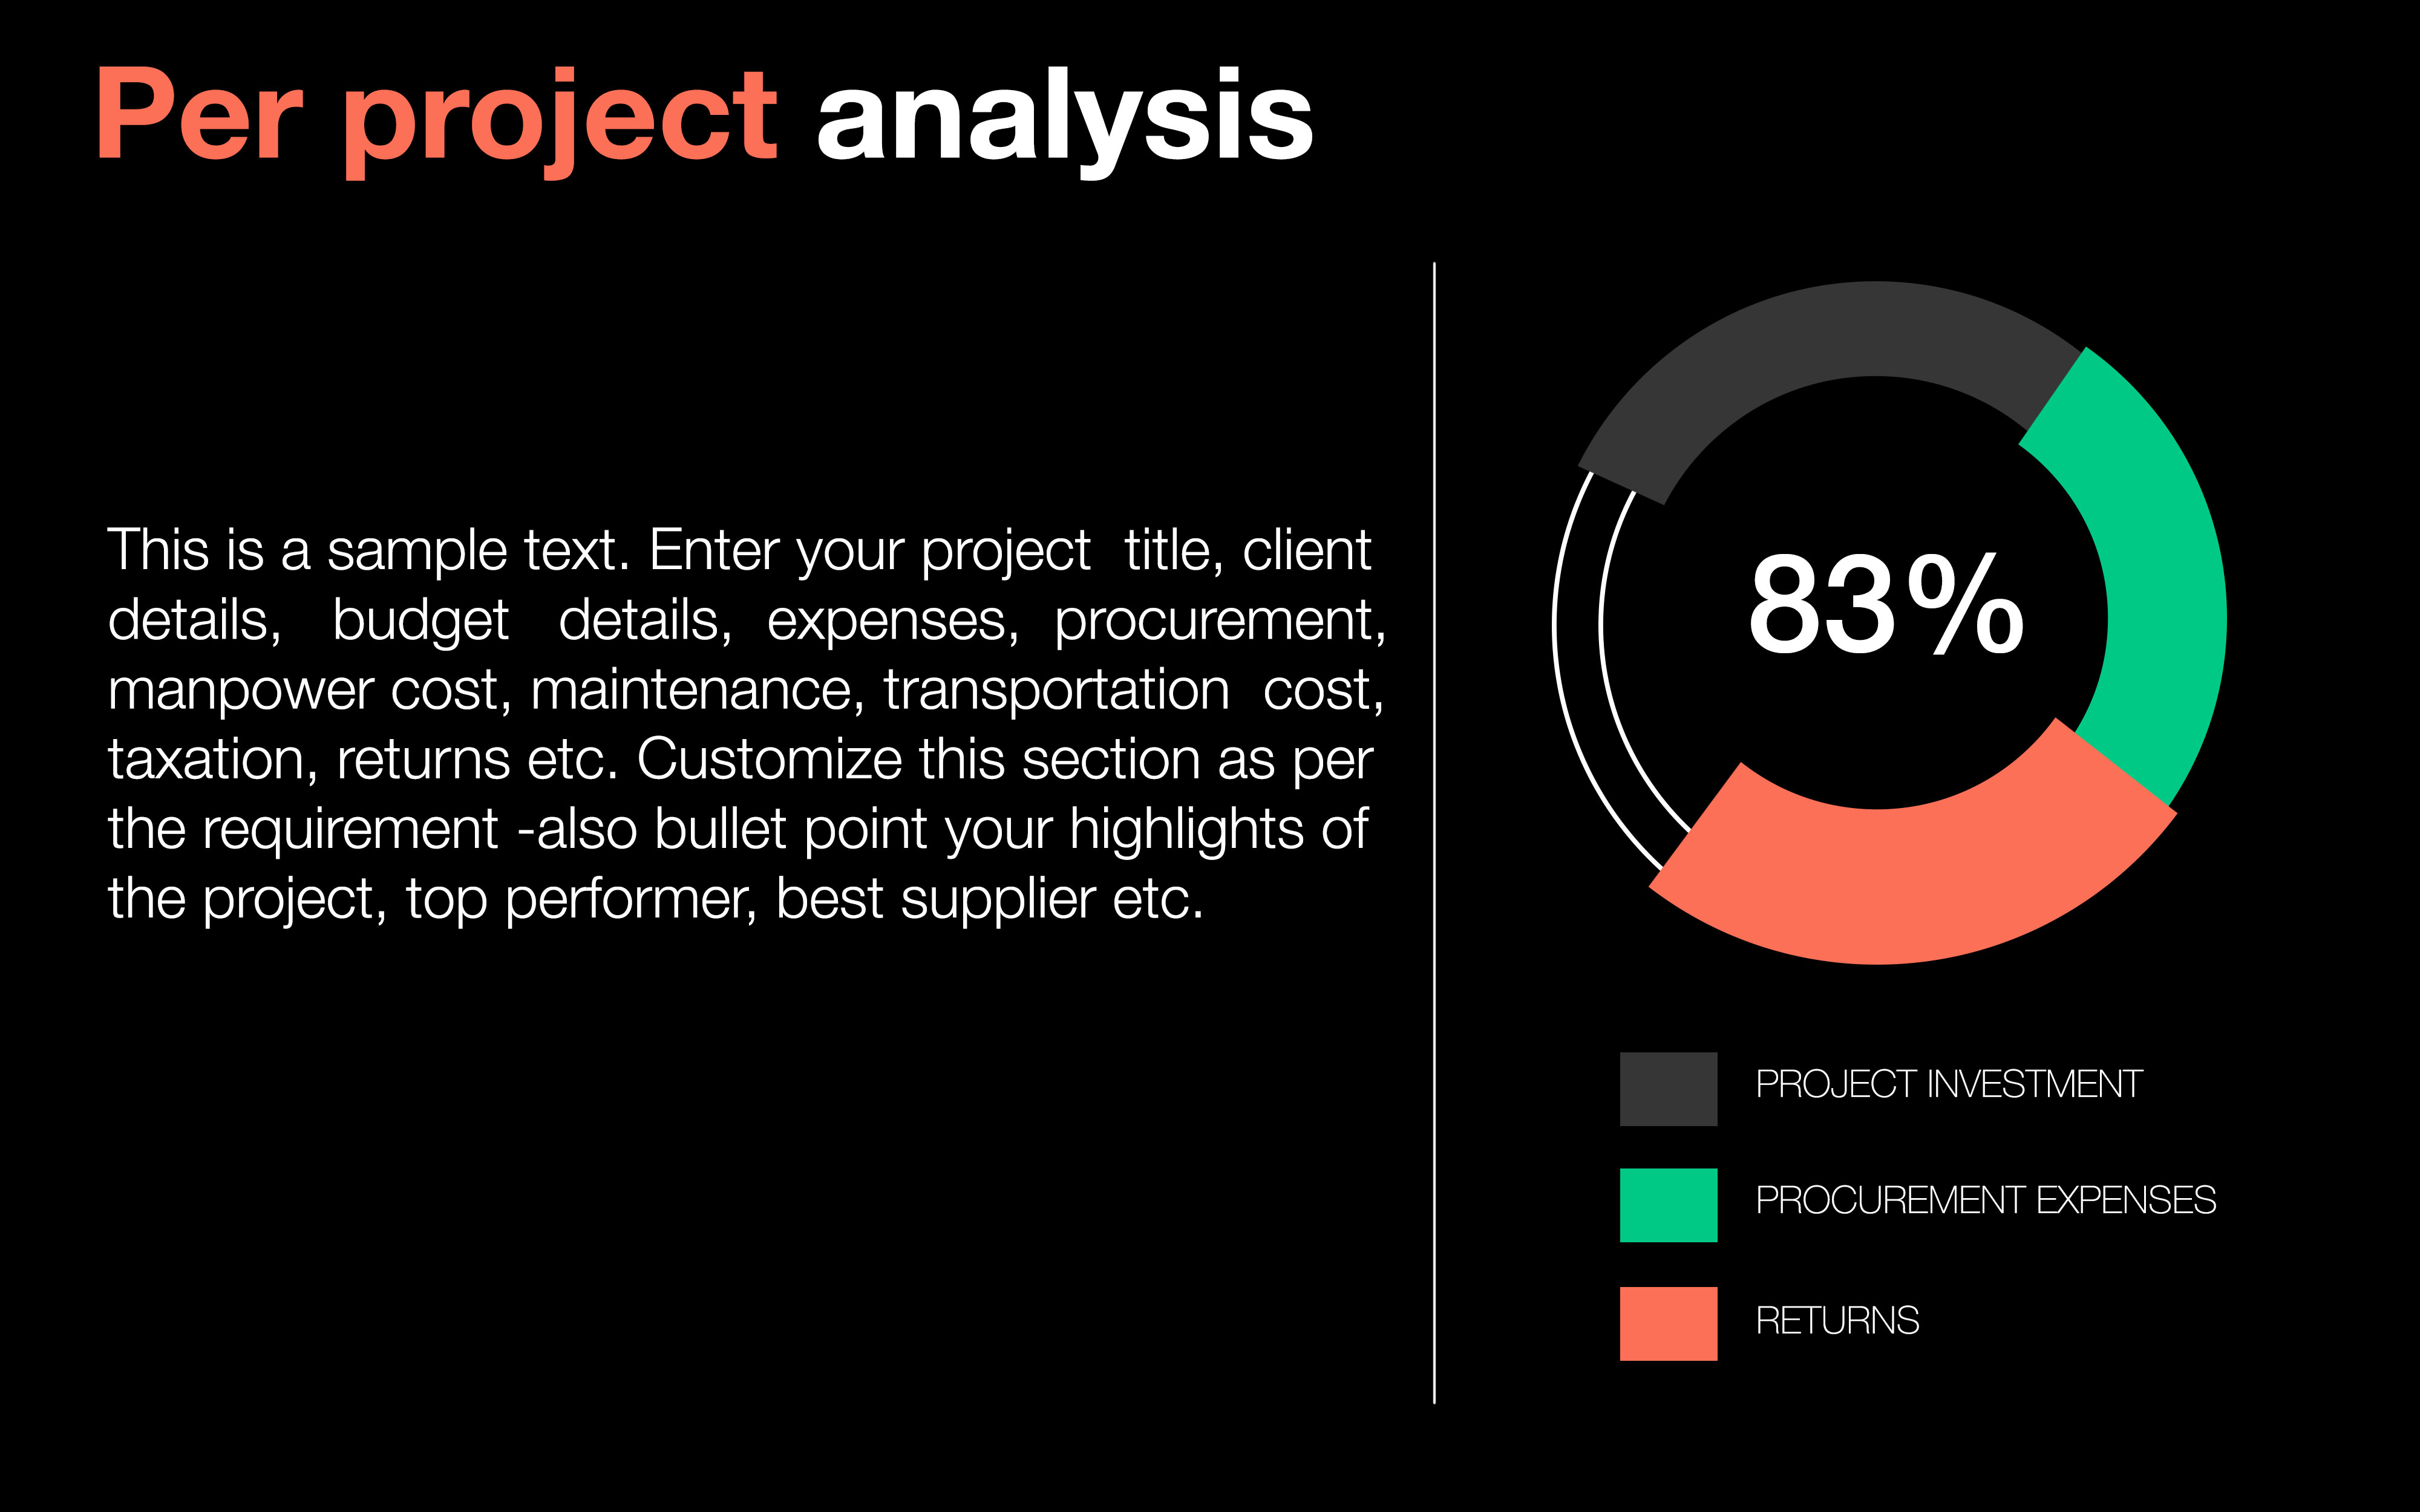 Per project analysis
This is a sample text. Enter your project title, client
details, budget details, expenses, procurement,
manpower cost, maintenance, transportation cost,
taxation, returns etc. Customize this section as per
the requirement -also bullet point your highlights of
the project, top performer, best supplier etc.
83%
PROJECT INVESTMENT
PROCUREMENT EXPENSES
RETURNS